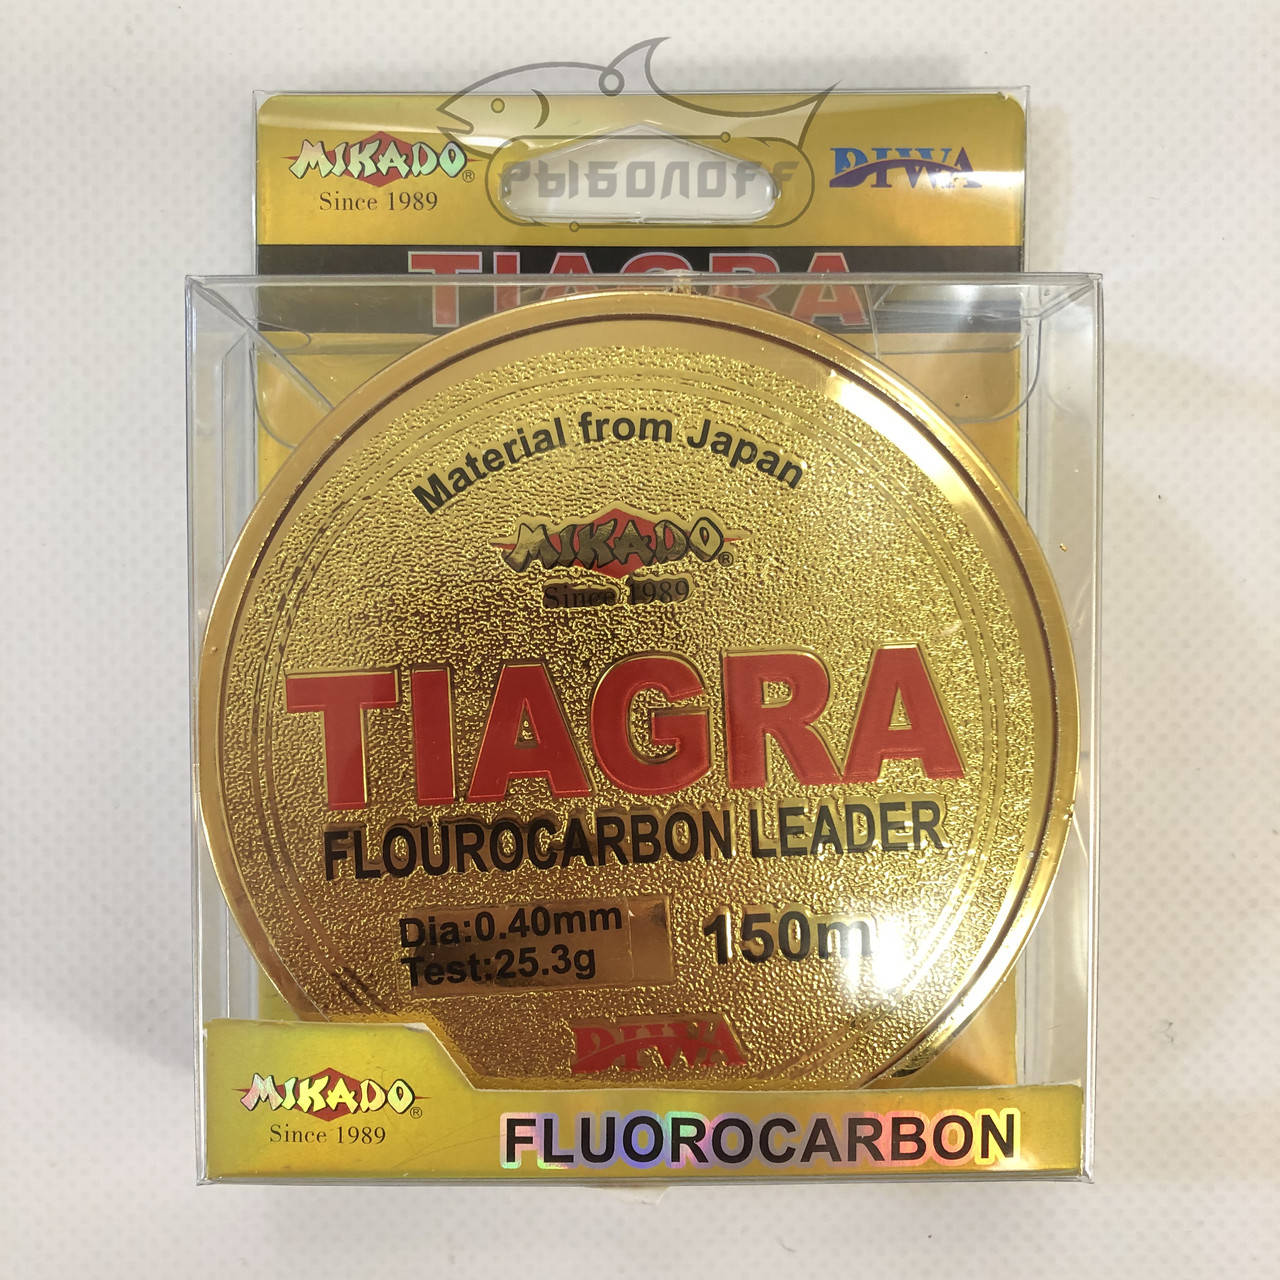 РЫБОЛОFF
MIKADO®
Since 1989
DIWA
TIAGRA
Material from Japan
MIKADO®
Since 1989
TIAGRA
FLOUROCARBON LEADER
Dia:0.40mm
Test:25.3g
150m
DIWA
MIKADO®
Since 1989
FLUOROCARBON